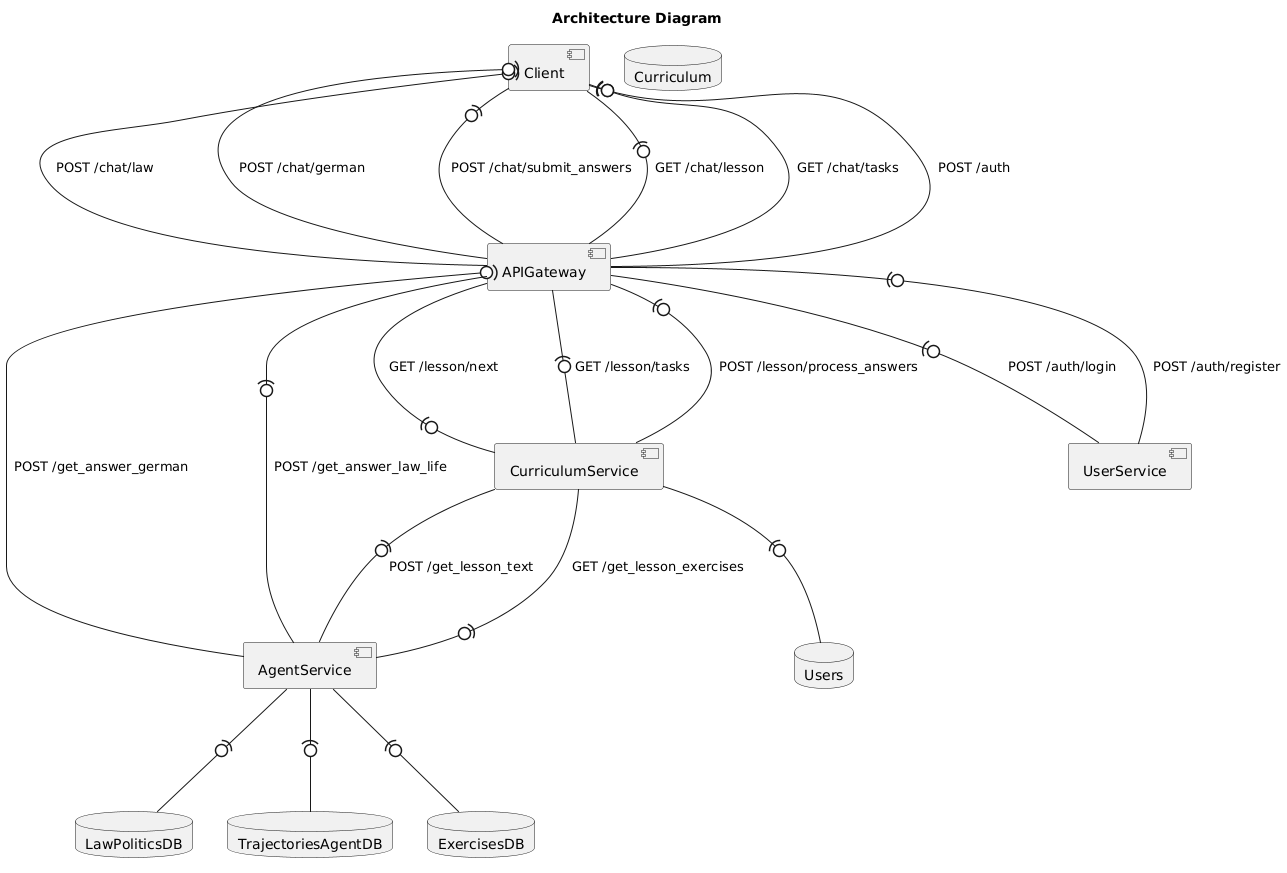 Architecture Diagram
Client
Curriculum
POST /chat/law
POST /chat/german
POST /chat/submit_answers
GET /chat/lesson
GET /chat/tasks
POST /auth
APIGateway
GET /lesson/next
GET /lesson/tasks
POST /lesson/process_answers
POST /auth/login
POST /auth/register
POST /get_answer_german
POST /get_answer_law_life
CurriculumService
UserService
POST /get_lesson_text
GET /get_lesson_exercises
AgentService
Users
LawPoliticsDB
TrajectoriesAgentDB
ExercisesDB